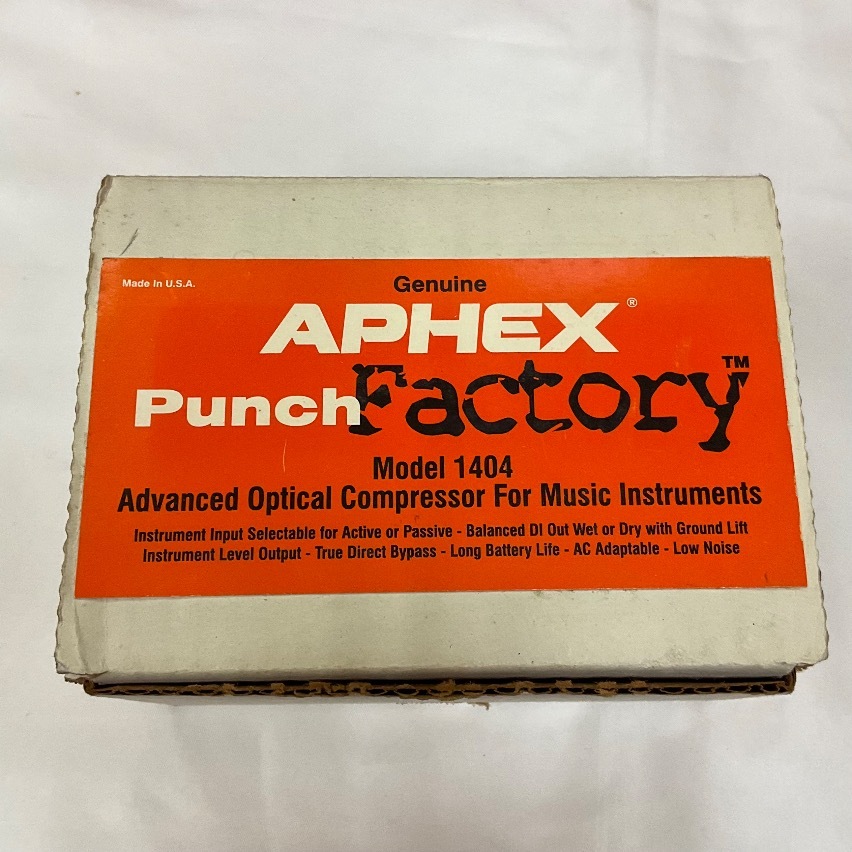 Made In U.S.A.
Genuine
APHEX®
Punch Factory™
Model 1404
Advanced Optical Compressor For Music Instruments
Instrument Input Selectable for Active or Passive - Balanced DI Out Wet or Dry with Ground Lift
Instrument Level Output - True Direct Bypass - Long Battery Life - AC Adaptable - Low Noise